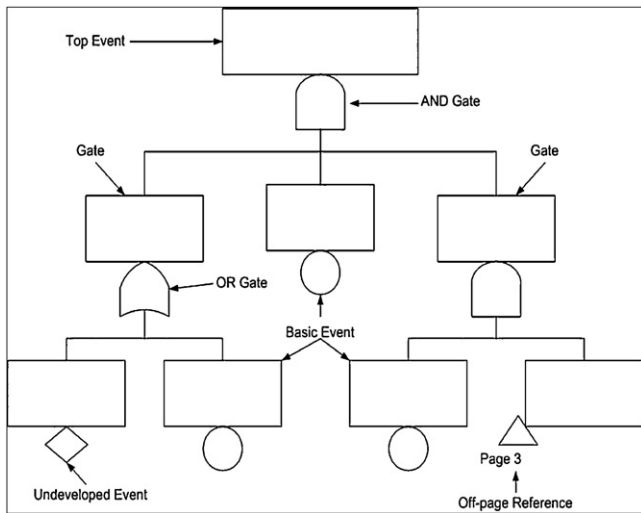 Top Event
AND Gate
Gate
Gate
OR Gate
Basic Event
Page 3
Undeveloped Event
Off-page Reference